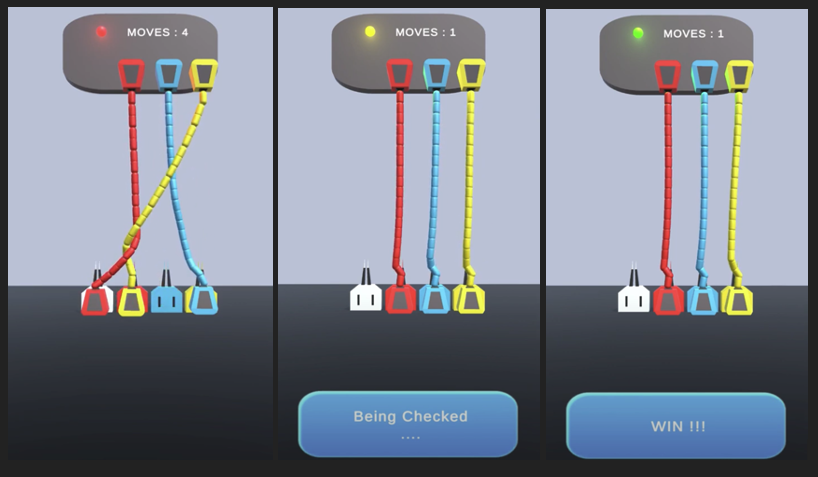 MOVES : 4
MOVES : 1
MOVES : 1
Being Checked
....
WIN !!!